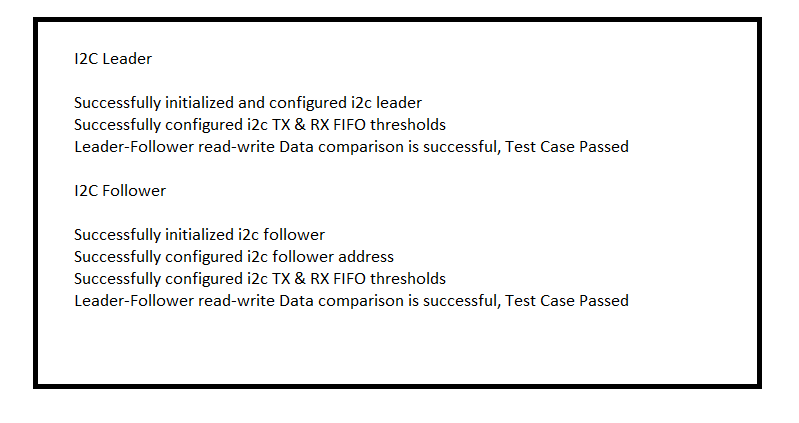 I2C Leader
Successfully initialized and configured i2c leader
Successfully configured i2c TX & RX FIFO thresholds
Leader-Follower read-write Data comparison is successful, Test Case Passed
I2C Follower
Successfully initialized i2c follower
Successfully configured i2c follower address
Successfully configured i2c TX & RX FIFO thresholds
Leader-Follower read-write Data comparison is successful, Test Case Passed